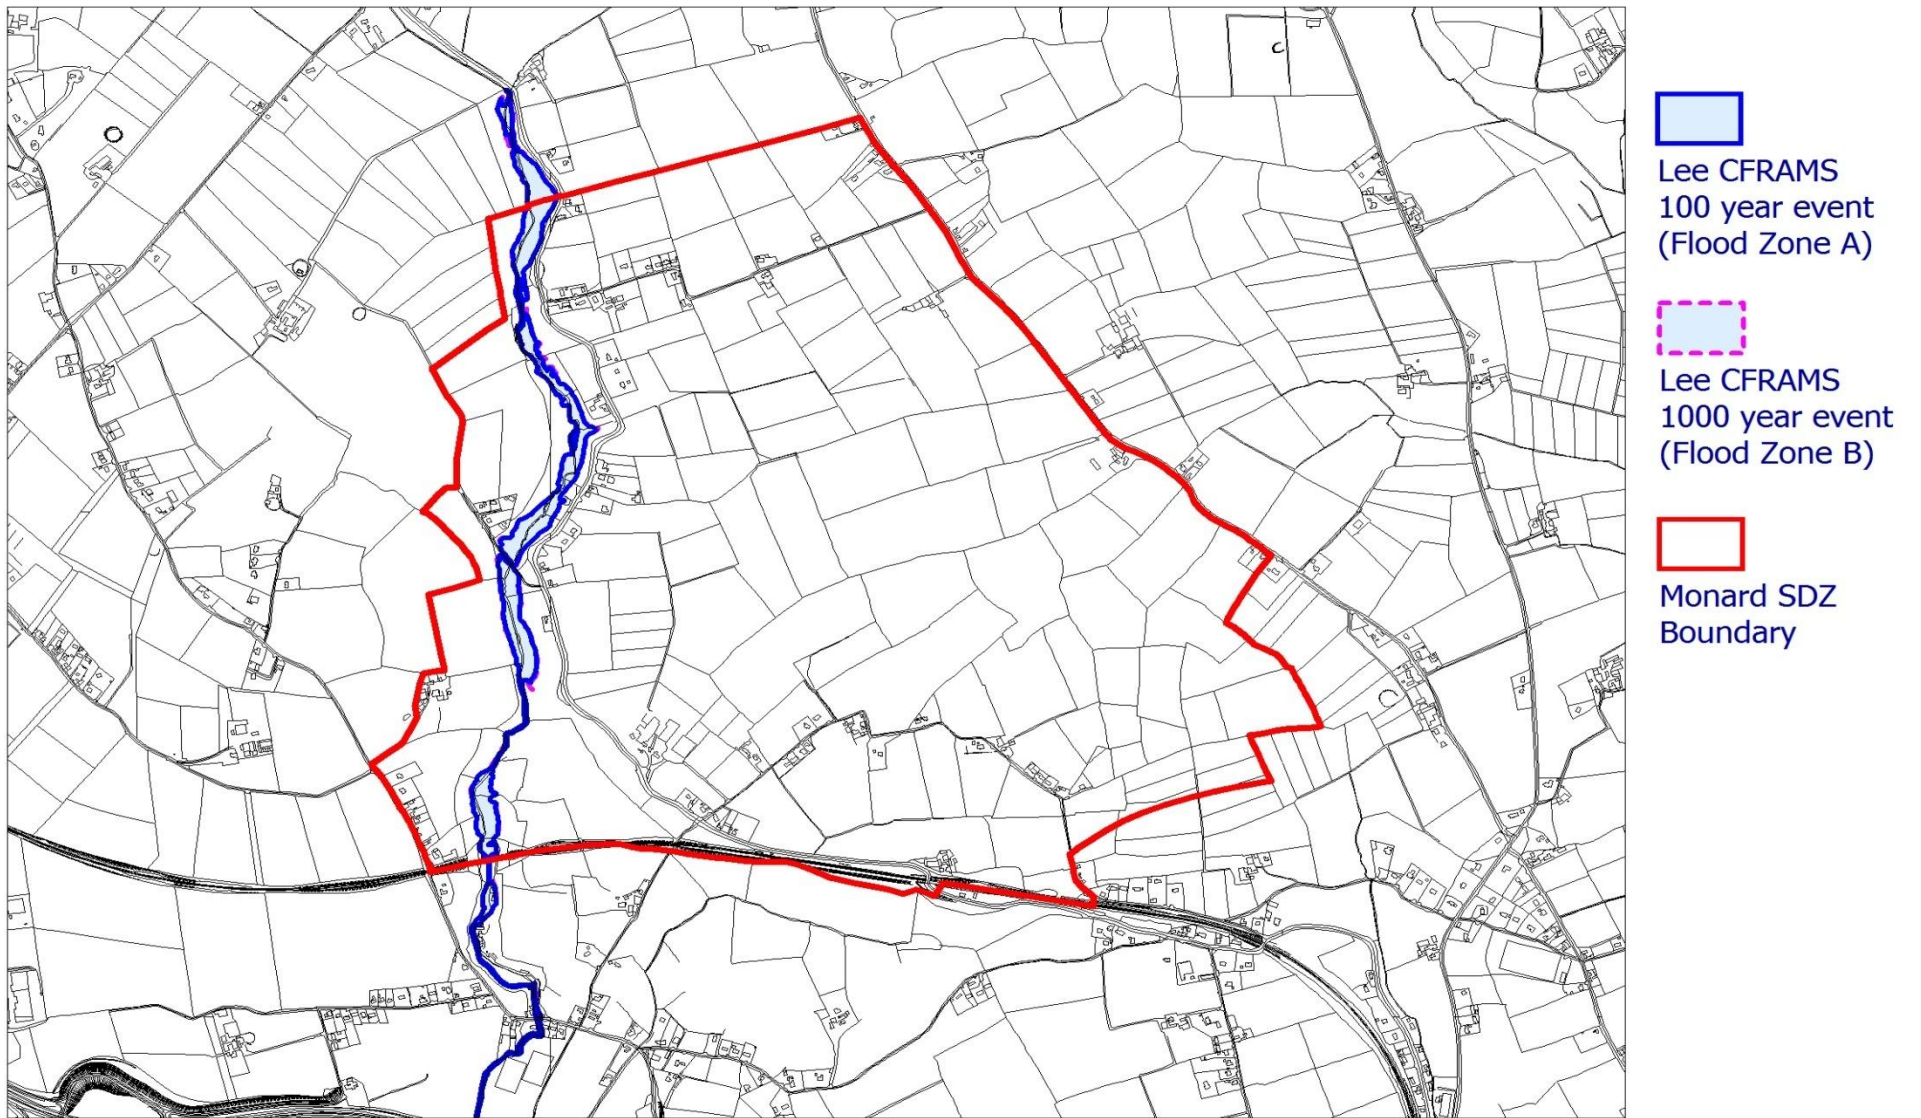 Lee CFRAMS
100 year event
(Flood Zone A)
Lee CFRAMS
1000 year event
(Flood Zone B)
Monard SDZ
Boundary